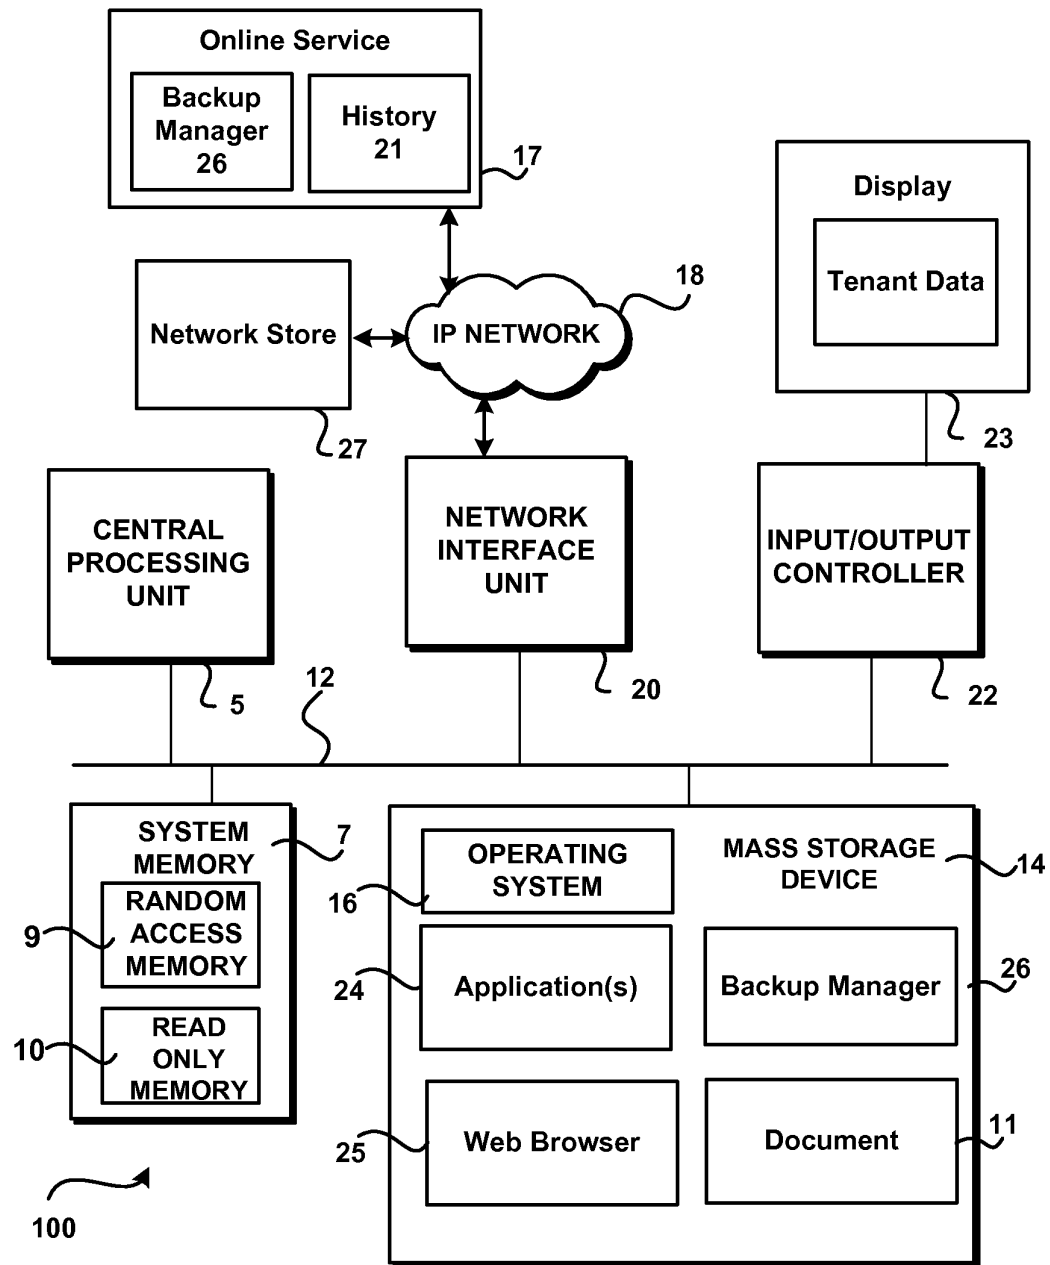 Online Service
Backup
Manager
26
History
21
17
Display
Tenant Data
18
Network Store
IP NETWORK
27
23
CENTRAL
PROCESSING
UNIT
NETWORK
INTERFACE
UNIT
INPUT/OUTPUT
CONTROLLER
5
12
20
22
SYSTEM
MEMORY
7
RANDOM
ACCESS
MEMORY
9
READ
ONLY
MEMORY
10
OPERATING
SYSTEM
16
MASS STORAGE
DEVICE
14
24
Application(s)
Backup Manager
26
25
Web Browser
Document
11
100